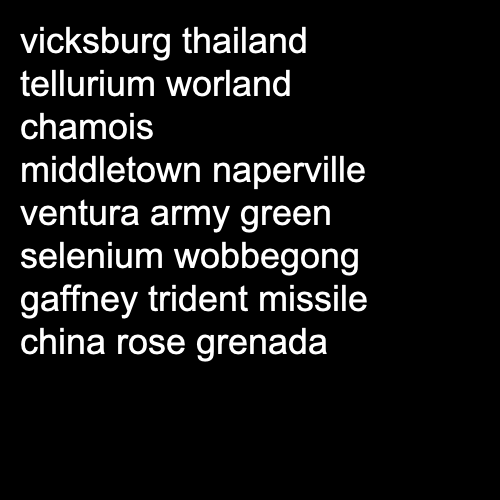 vicksburg thailand
tellurium worland
chamois
middletown naperville
ventura army green
selenium wobbegong
gaffney trident missile
china rose grenada